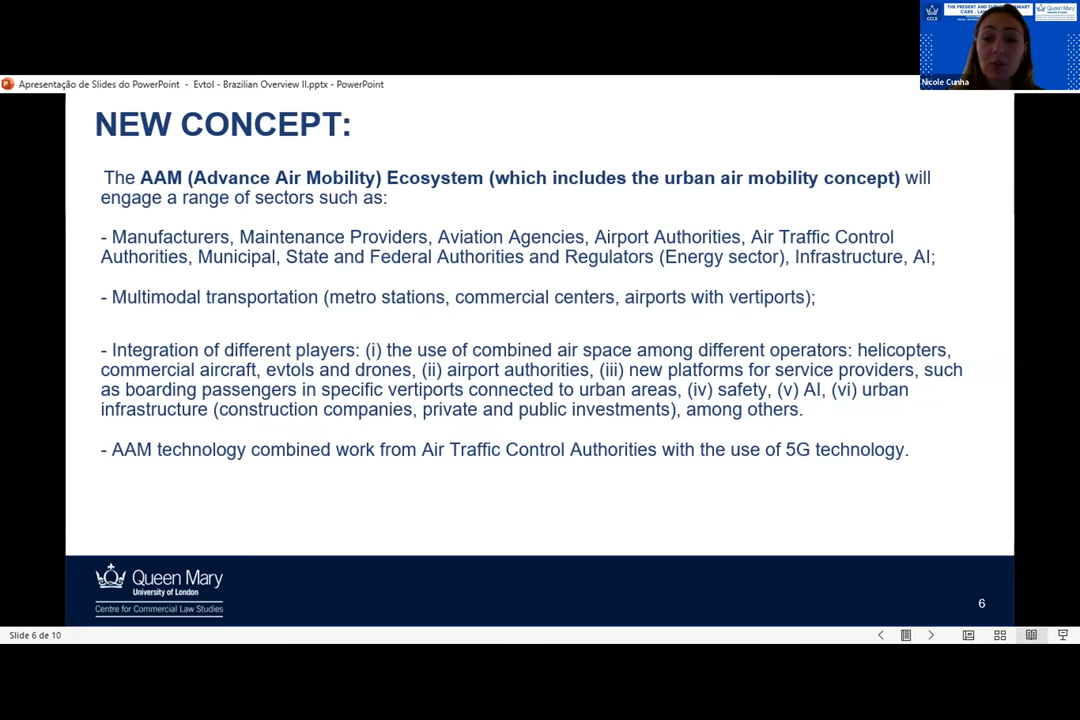 THE PRESENT AND
CCLS
Queen Mary
Nicole Cunha
Apresentação de Slides do PowerPoint - Evtol - Brazilian Overview II.pptx - PowerPoint
NEW CONCEPT:
The AAM (Advance Air Mobility) Ecosystem (which includes the urban air mobility concept) will
engage a range of sectors such as:
- Manufacturers, Maintenance Providers, Aviation Agencies, Airport Authorities, Air Traffic Control
Authorities, Municipal, State and Federal Authorities and Regulators (Energy sector), Infrastructure, AI;
- Multimodal transportation (metro stations, commercial centers, airports with vertiports);
- Integration of different players: (i) the use of combined air space among different operators: helicopters,
commercial aircraft, evtols and drones, (ii) airport authorities, (iii) new platforms for service providers, such
as boarding passengers in specific vertiports connected to urban areas, (iv) safety, (v) AI, (vi) urban
infrastructure (construction companies, private and public investments), among others.
- AAM technology combined work from Air Traffic Control Authorities with the use of 5G technology.
Queen Mary
University of London
Centre for Commercial Law Studies
6
Slide 6 de 10